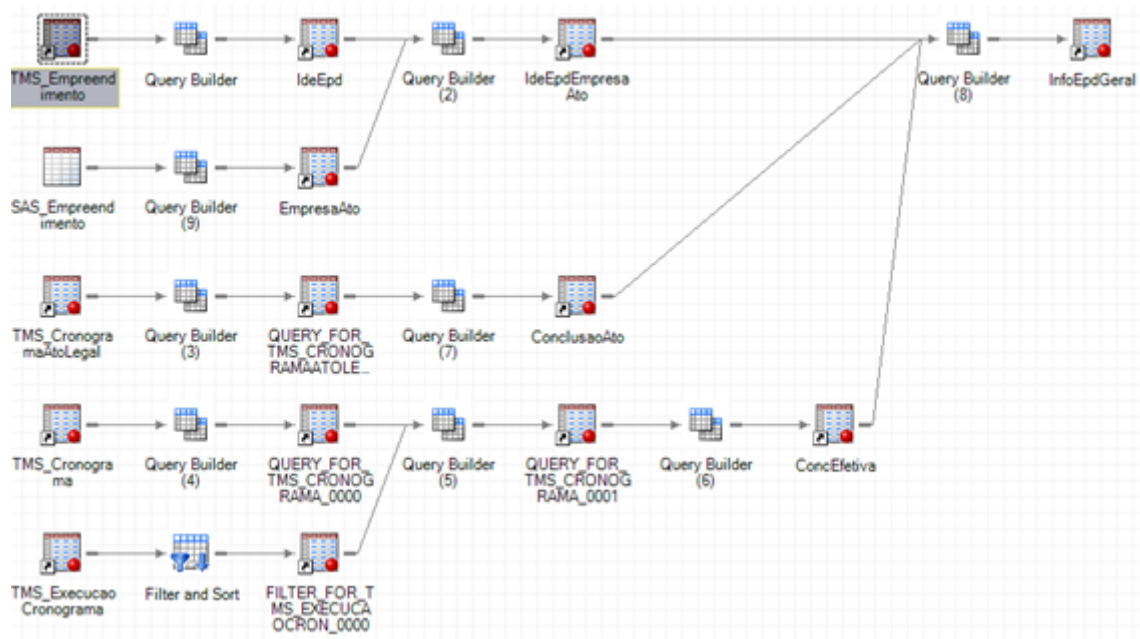 TMS_Empreend
imento
Query Builder
IdeEpd
Query Builder
(2)
IdeEpdEmpresa
Ato
Query Builder
(8)
InfoEpdGeral
SAS_Empreend
imento
Query Builder
(9)
EmpresaAto
TMS_Cronogra
maAtoLegal
Query Builder
(3)
QUERY_FOR_
TMS_CRONOG
RAMAATOLE...
Query Builder
(7)
ConclusaoAto
TMS_Cronogra
ma
Query Builder
(4)
QUERY_FOR_
TMS_CRONOG
RAMA_0000
Query Builder
(5)
QUERY_FOR_
TMS_CRONOG
RAMA_0001
Query Builder
(6)
ConcEfetiva
TMS_Execucao
Cronograma
Filter and Sort
FILTER_FOR_T
MS_EXECUCA
OCRON_0000